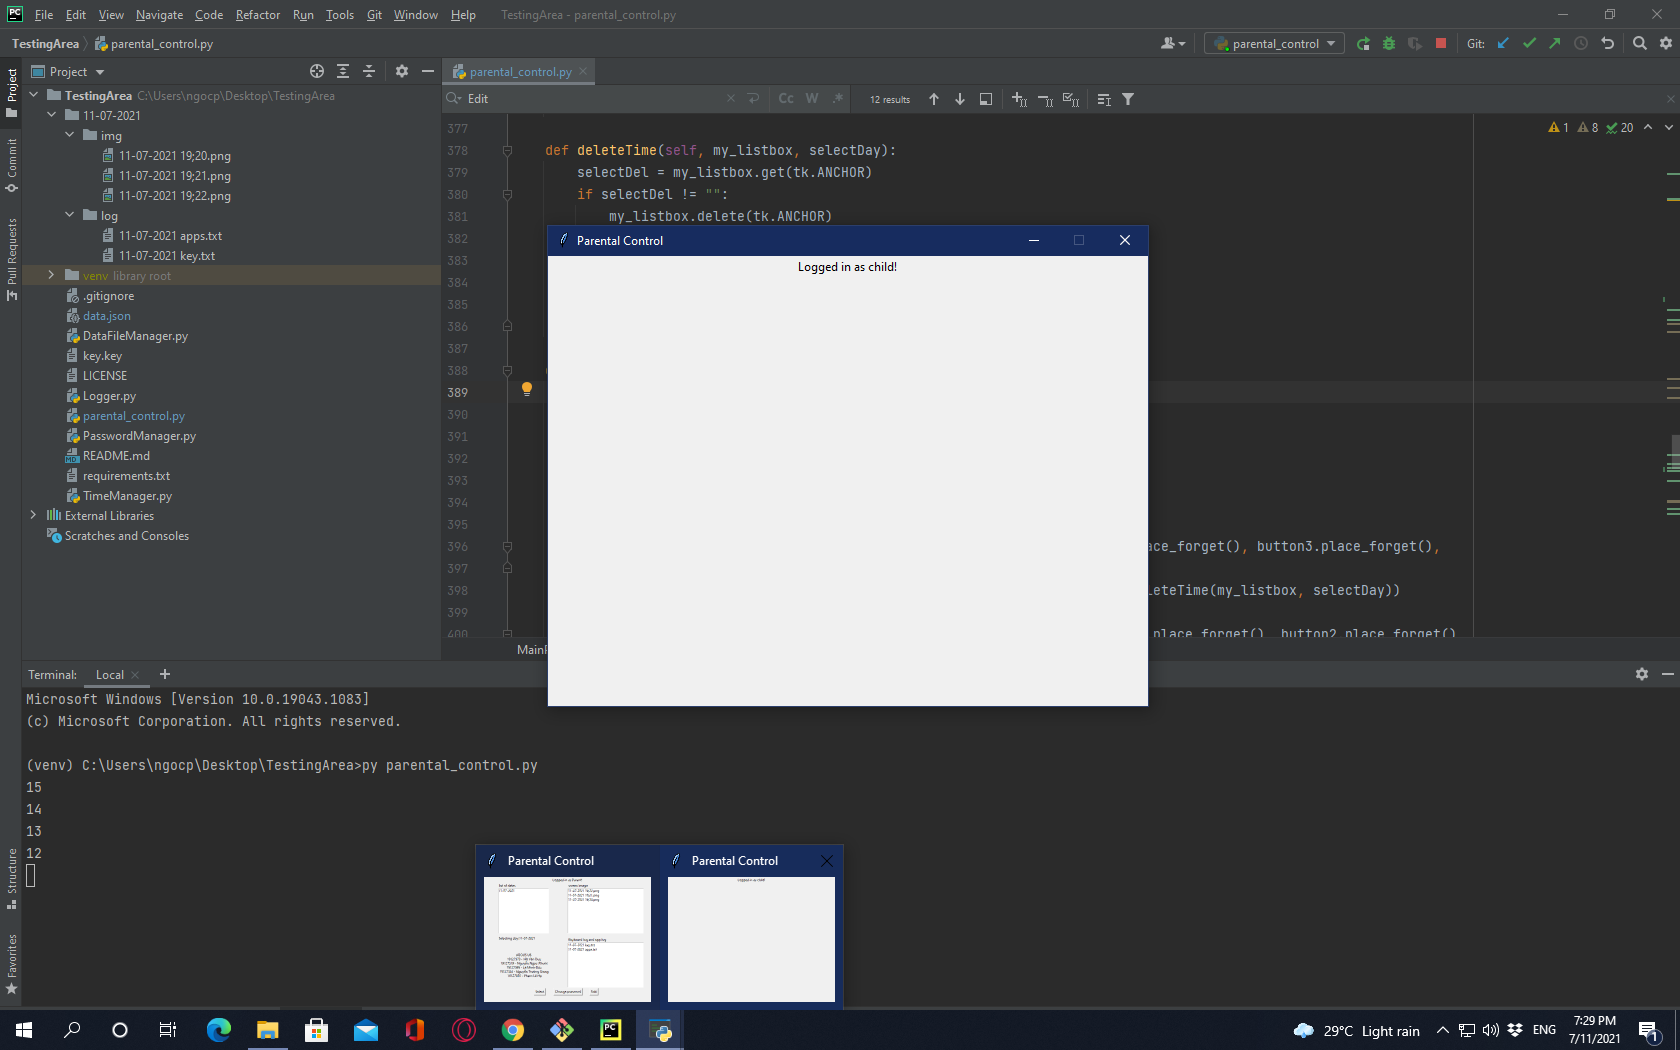 PC File Edit View Navigate Code Refactor Run Tools Git Window Help TestingArea - parental_control.py
TestingArea parental_control.py parental_control Git:
Project
Project
parental_control.py
TestingArea C:\Users\ngocp\Desktop\TestingArea
11-07-2021
img
11-07-2021 19;20.png
11-07-2021 19;21.png
11-07-2021 19;22.png
log
11-07-2021 apps.txt
11-07-2021 key.txt
venv library root
.gitignore
data.json
DataFileManager.py
key.key
LICENSE
Logger.py
parental_control.py
PasswordManager.py
README.md
requirements.txt
TimeManager.py
External Libraries
Scratches and Consoles
Commit
Pull Requests
Structure
Favorites
Edit Cc W .* 12 results
1 8 20
377
378 def deleteTime(self, my_listbox, selectDay):
379 selectDel = my_listbox.get(tk.ANCHOR)
380 if selectDel != "":
381 my_listbox.delete(tk.ANCHOR)
382
383
384
385
386
387
388
389
390
391
392
393
394
395
396 ace_forget(), button3.place_forget(),
397
398 leteTime(my_listbox, selectDay))
399
400 .place_forget(), button2.place_forget()
MainP
Parental Control
Logged in as child!
Terminal: Local
Microsoft Windows [Version 10.0.19043.1083]
(c) Microsoft Corporation. All rights reserved.
(venv) C:\Users\ngocp\Desktop\TestingArea>py parental_control.py
15
14
13
12
Parental Control
Parental Control
29°C Light rain
ENG
7:29 PM
7/11/2021
1